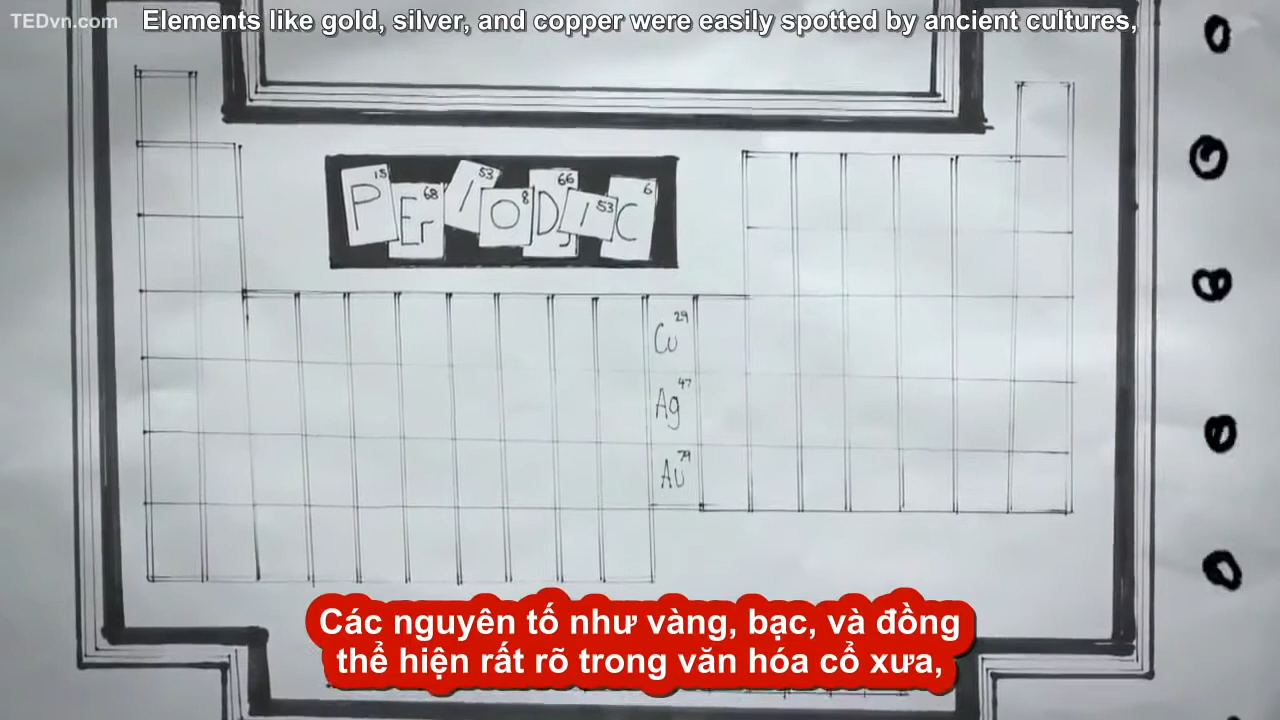 TEDvn.com
Elements like gold, silver, and copper were easily spotted by ancient cultures,
P 15 Er 68 I 53 O 8 Dy 66 I 53 C 6
Cu 29
Ag 47
Au 79
Các nguyên tố như vàng, bạc, và đồng
thể hiện rất rõ trong văn hóa cổ xưa,